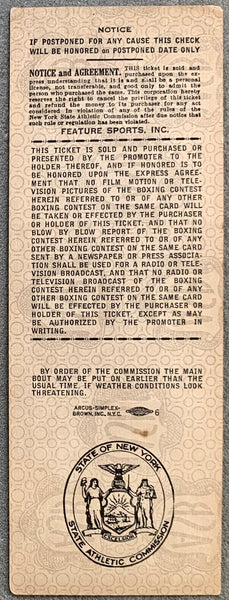 NOTICE
IF POSTPONED FOR ANY CAUSE THIS CHECK
WILL BE HONORED on POSTPONED DATE ONLY
NOTICE and AGREEMENT. THIS ticket is sold and
purchased upon the ex-
press understanding that it is and shall be a personal
license, not transferable, and good only to admit the
person who purchased the same. This corporation hereby
reserves the right to cancel the privilege of this ticket and
refund the money if its purchaser for any act
considered in violation of any of the rules of the
New York State Athletic Commission after due notice that
such rule or regulation has been violated.
FEATURE SPORTS, INC.
THIS TICKET IS SOLD AND PURCHASED OR
PRESENTED BY THE PROMOTER TO THE
HOLDER THEREOF, AND IF HONORED IS TO
BE HONORED UPON THE EXPRESS AGREE-
MENT THAT NO FILM MOTION OR TELE-
VISION PICTURES OF THE BOXING CONTEST
HEREIN REFERRED TO OR OF ANY OTHER
BOXING CONTEST ON THE SAME CARD WILL
BE TAKEN OR EFFECTED BY THE PURCHASER
OR HOLDER OF THIS TICKET, AND THAT NO
BLOW BY BLOW REPORT OF THE BOXING
CONTEST HEREIN REFERRED TO OR OF ANY
OTHER BOXING CONTEST ON THE SAME CARD
SENT BY A NEWSPAPER OR PRESS ASSOCIA-
TION SHALL BE USED FOR A RADIO OR TELE-
VISION BROADCAST, AND THAT NO RADIO OR
TELEVISION BROADCAST OF THE BOXING
CONTEST HEREIN REFERRED TO OR OF ANY
OTHER BOXING CONTEST ON THE SAME CARD
WILL BE EFFECTED BY THE PURCHASER OR
HOLDER OF THIS TICKET, EXCEPT AS MAY
BE AUTHORIZED BY THE PROMOTER IN
WRITING.
BY ORDER OF THE COMMISSION THE MAIN
BOUT MAY BE PUT ON EARLIER THAN THE
USUAL TIME, IF WEATHER CONDITIONS LOOK
THREATENING.
ARCUS-SIMPLEX-
BROWN, INC., N.Y.C. 6
STATE OF NEW YORK
EXCELSIOR
STATE ATHLETIC COMMISSION